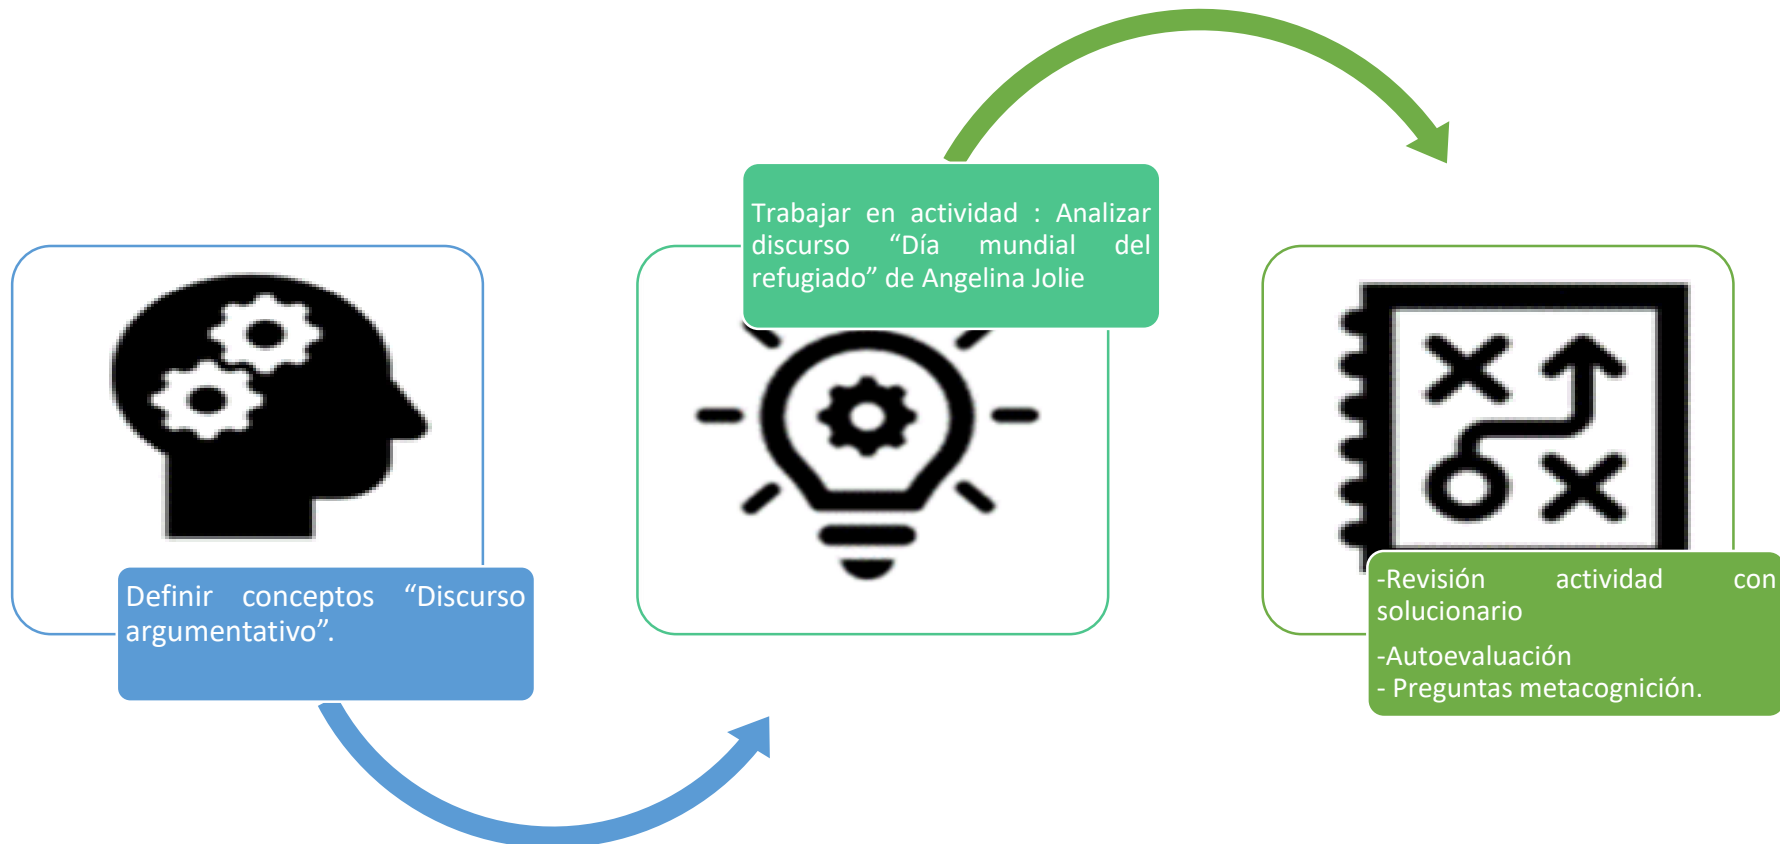 Definir conceptos “Discurso
argumentativo”.
Trabajar en actividad : Analizar
discurso “Día mundial del
refugiado” de Angelina Jolie
-Revisión actividad con
solucionario
-Autoevaluación
- Preguntas metacognición.